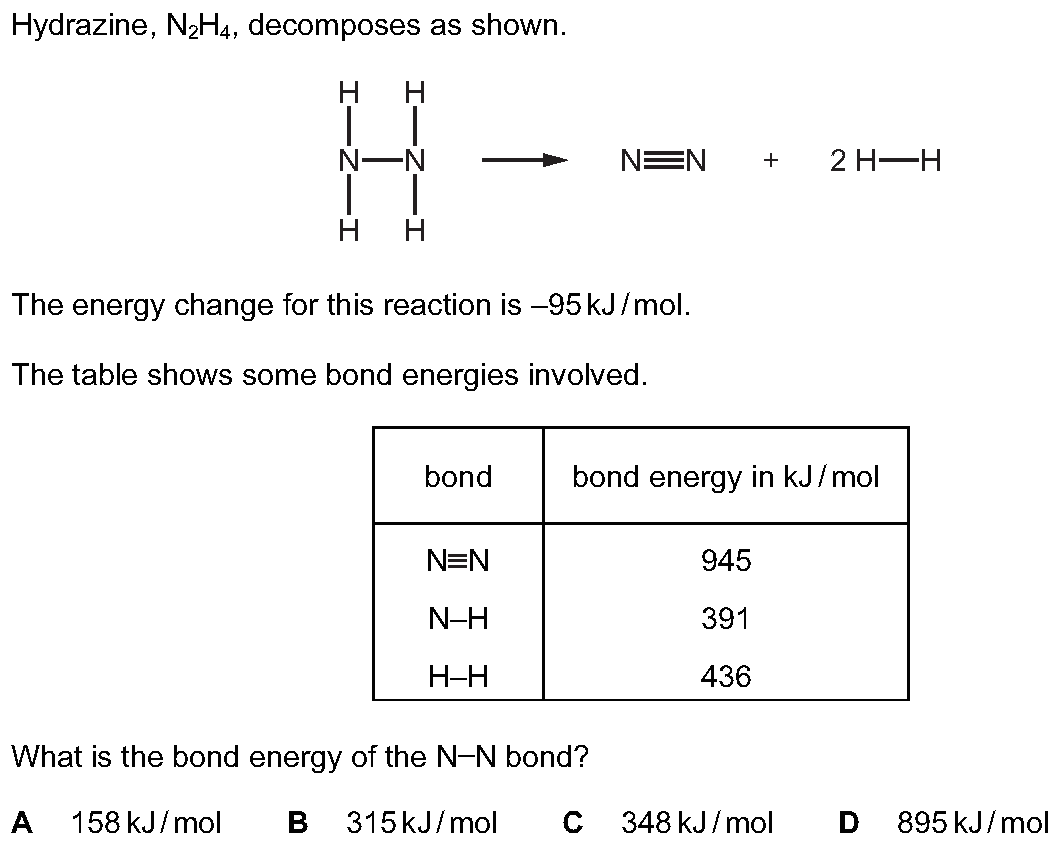 Hydrazine, N₂H₄, decomposes as shown.
H H
N—N → N≡N + 2 H—H
H H
The energy change for this reaction is –95 kJ / mol.
The table shows some bond energies involved.
bond bond energy in kJ / mol
N≡N 945
N–H 391
H–H 436
What is the bond energy of the N–N bond?
A 158 kJ / mol B 315 kJ / mol C 348 kJ / mol D 895 kJ / mol